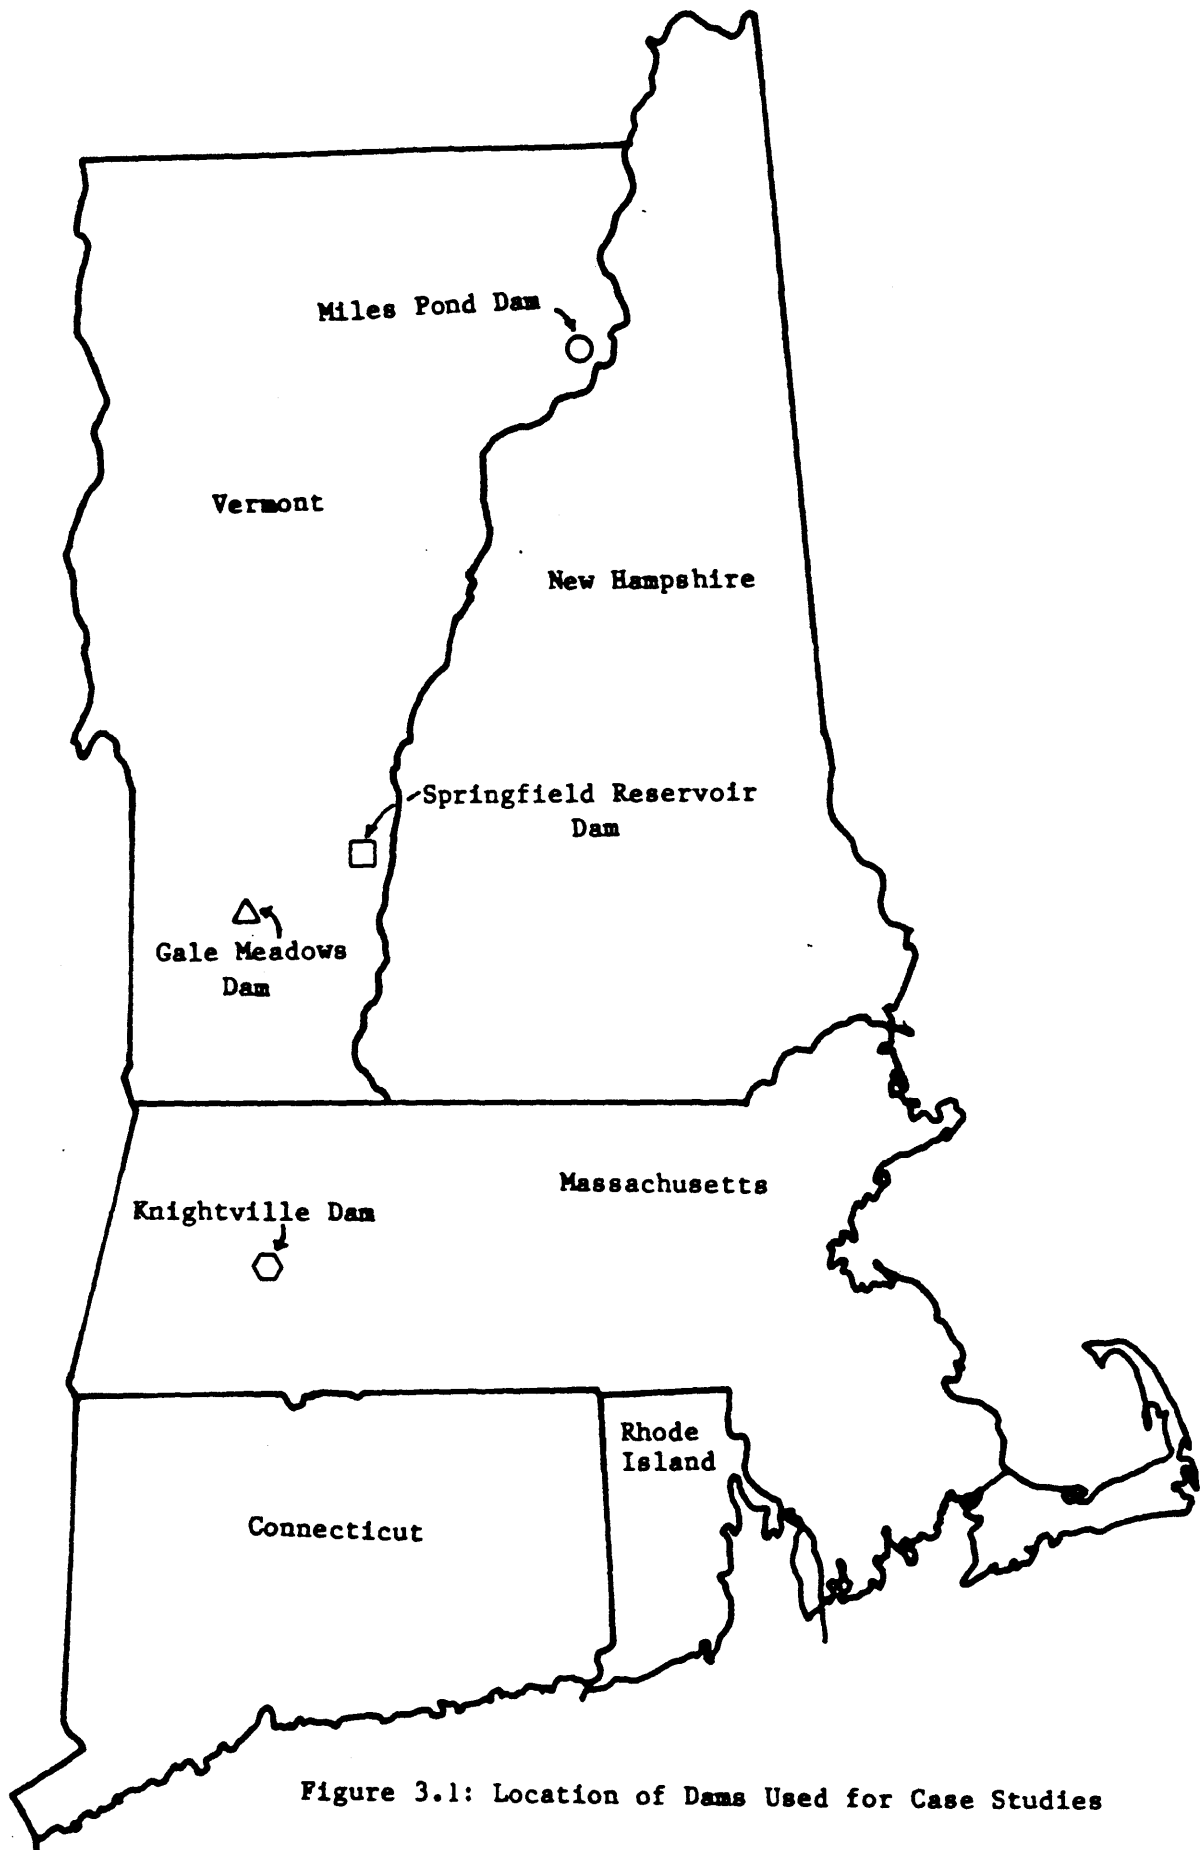 Miles Pond Dam
Vermont
New Hampshire
Springfield Reservoir
Dam
Gale Meadows
Dam
Massachusetts
Knightville Dam
Rhode
Island
Connecticut
Figure 3.1: Location of Dams Used for Case Studies